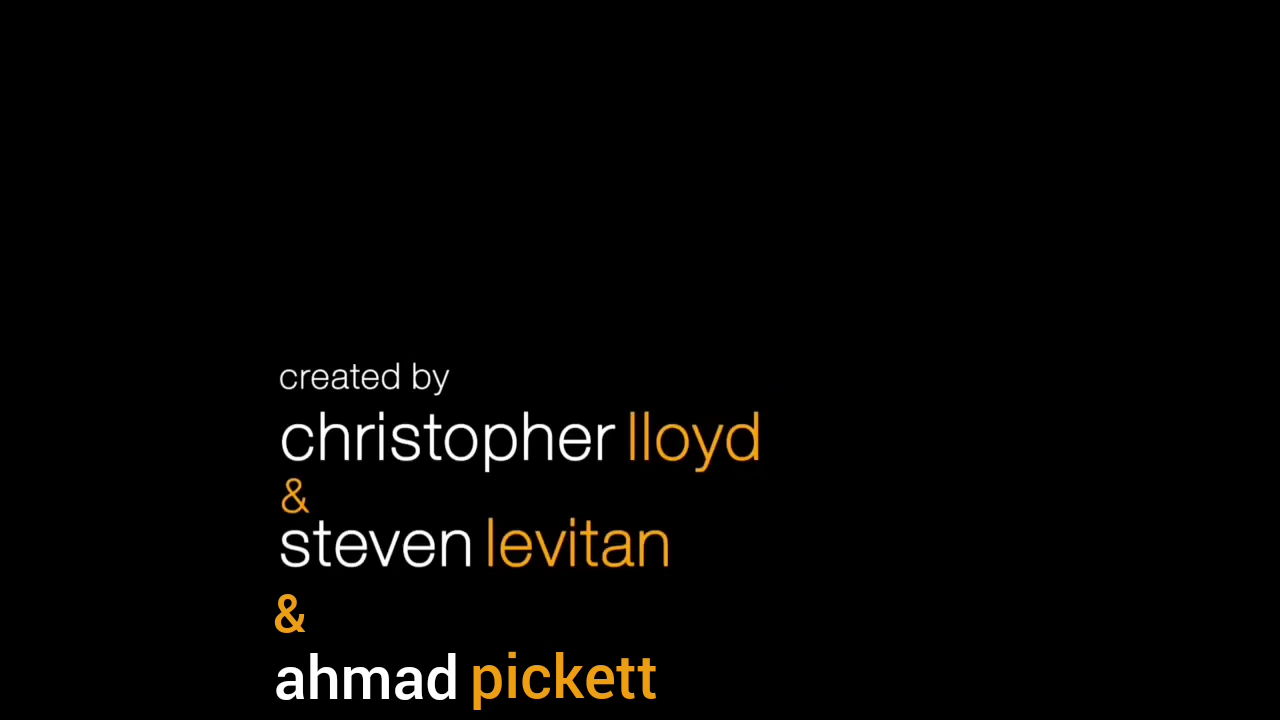 created by
christopher lloyd
&
steven levitan
&
ahmad pickett